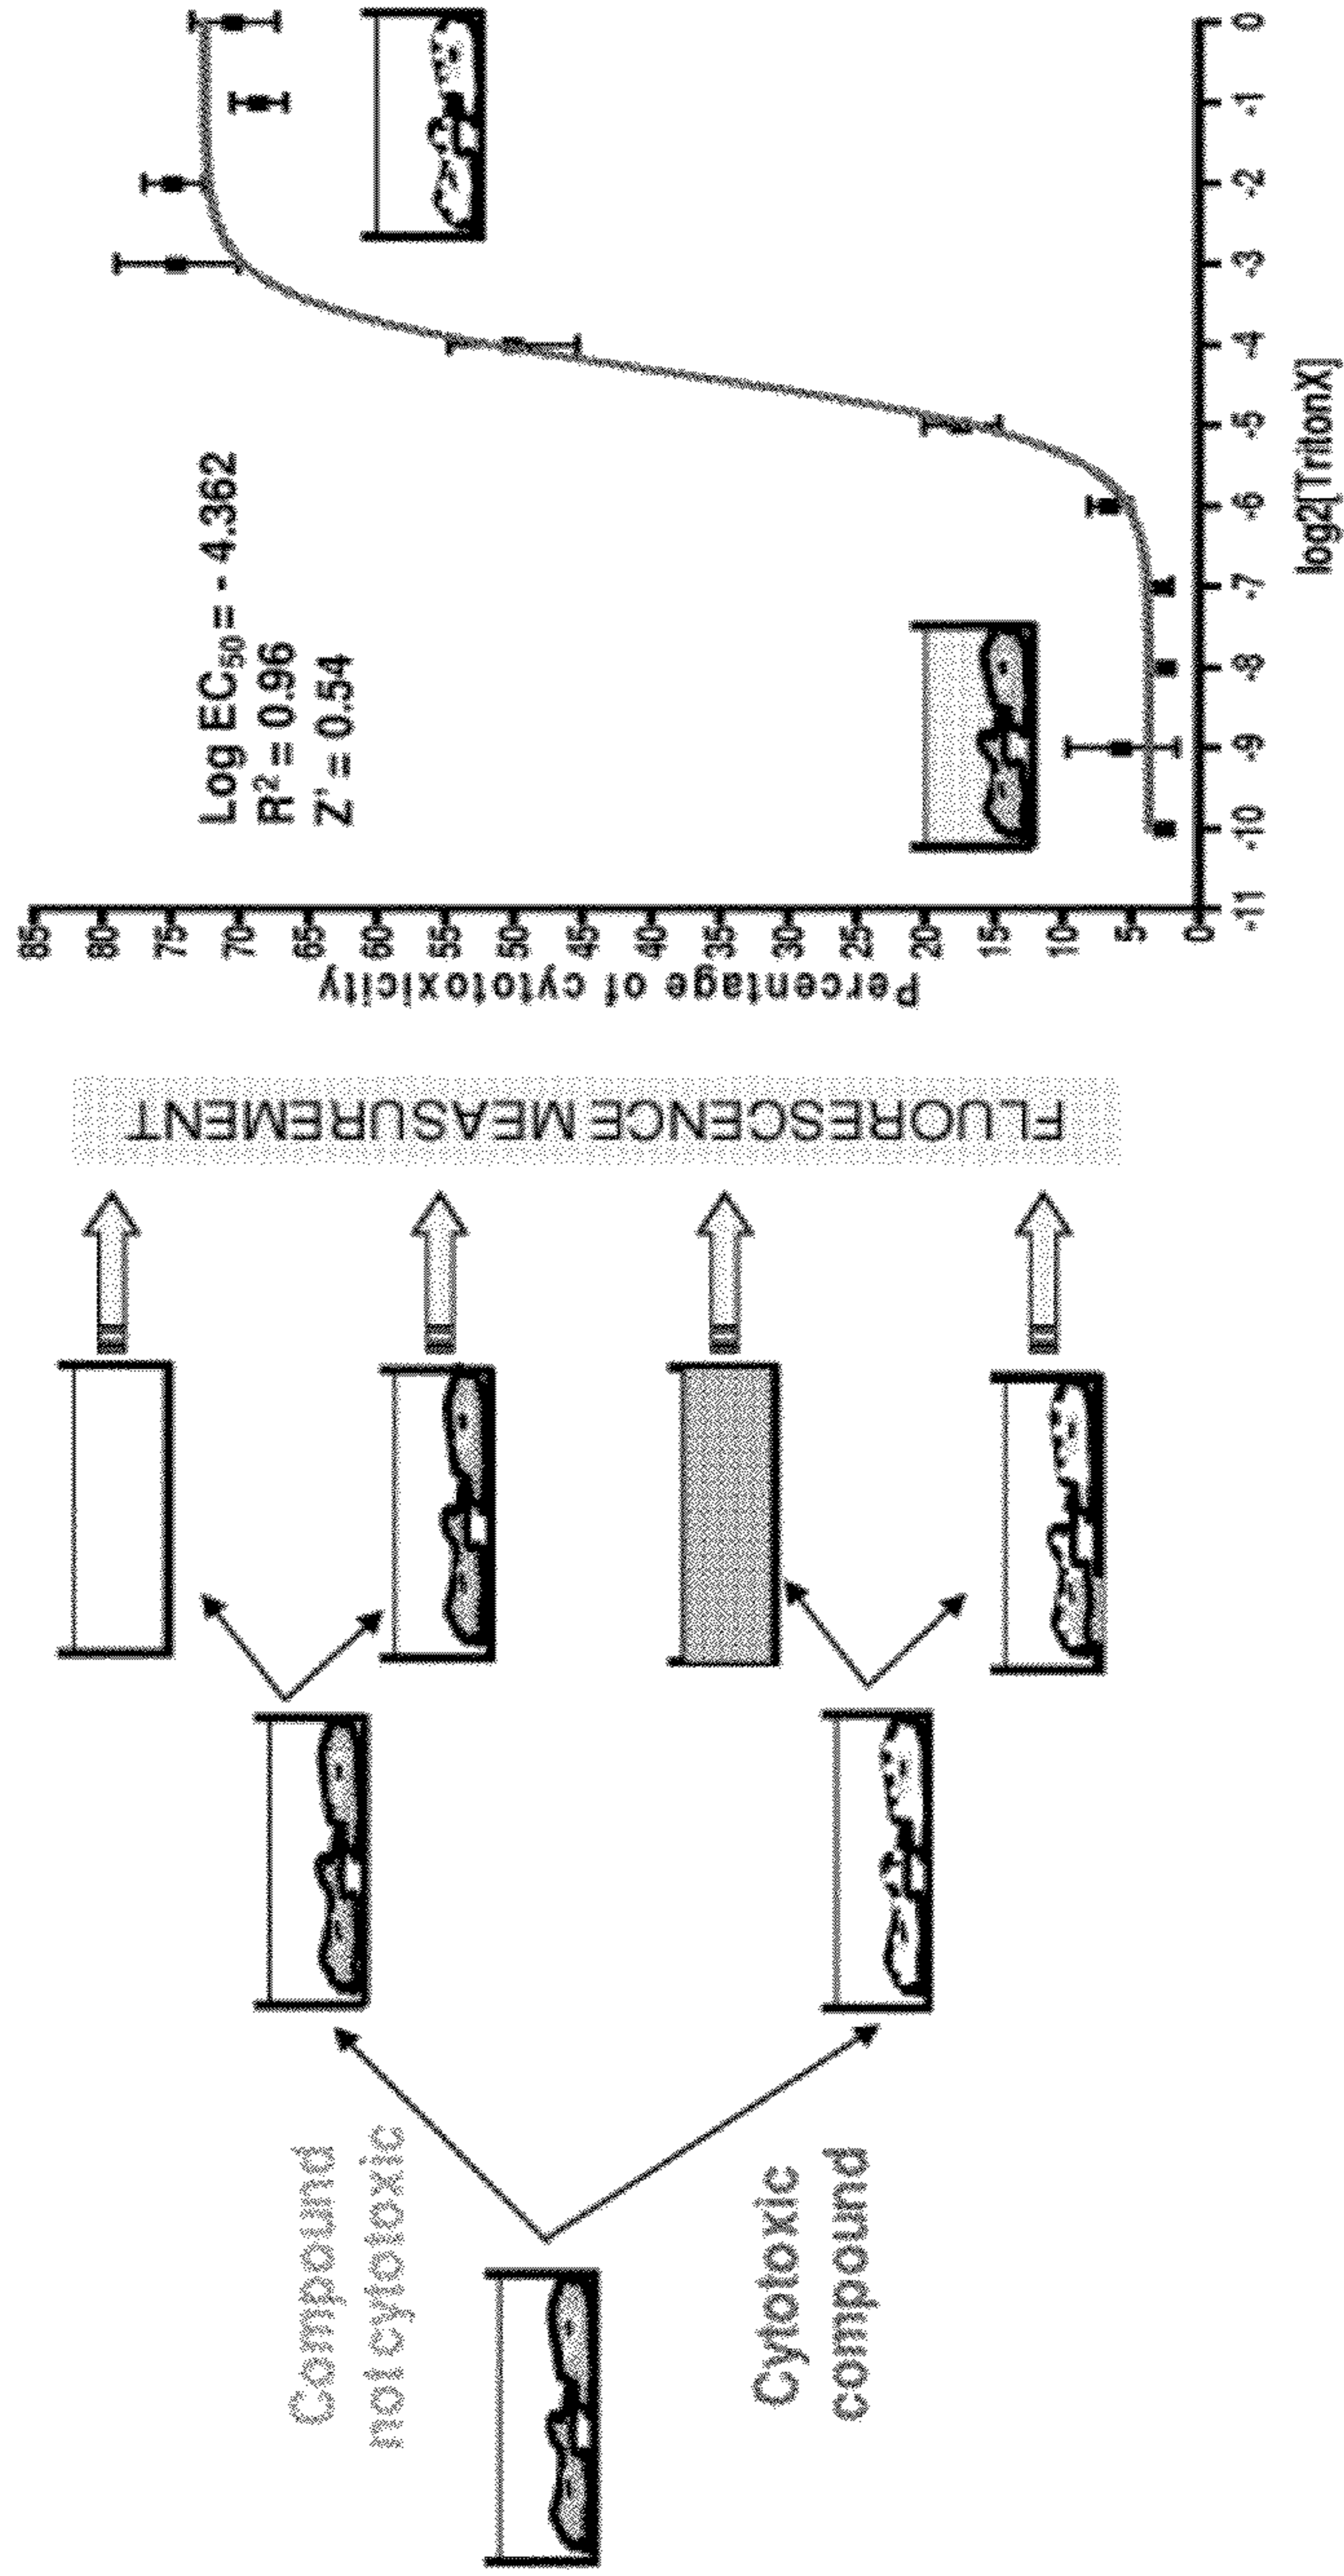 Compound
not cytotoxic
Cytotoxic
compound
FLUORESCENCE MEASUREMENT
Percentage of cytotoxicity
85
80
75
70
65
60
55
50
45
40
35
30
25
20
15
10
5
0
Log EC50 = - 4.362
R2 = 0.96
Z' = 0.54
-11 -10 -9 -8 -7 -6 -5 -4 -3 -2 -1 0
log2[TritonX]